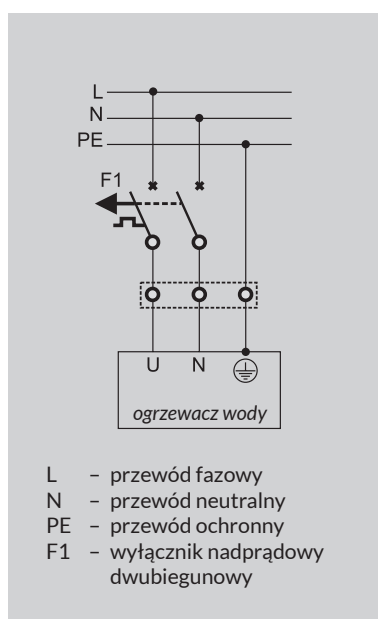 L
N
PE
F1
U N
ogrzewacz wody
L – przewód fazowy
N – przewód neutralny
PE – przewód ochronny
F1 – wyłącznik nadprądowy
dwubiegunowy